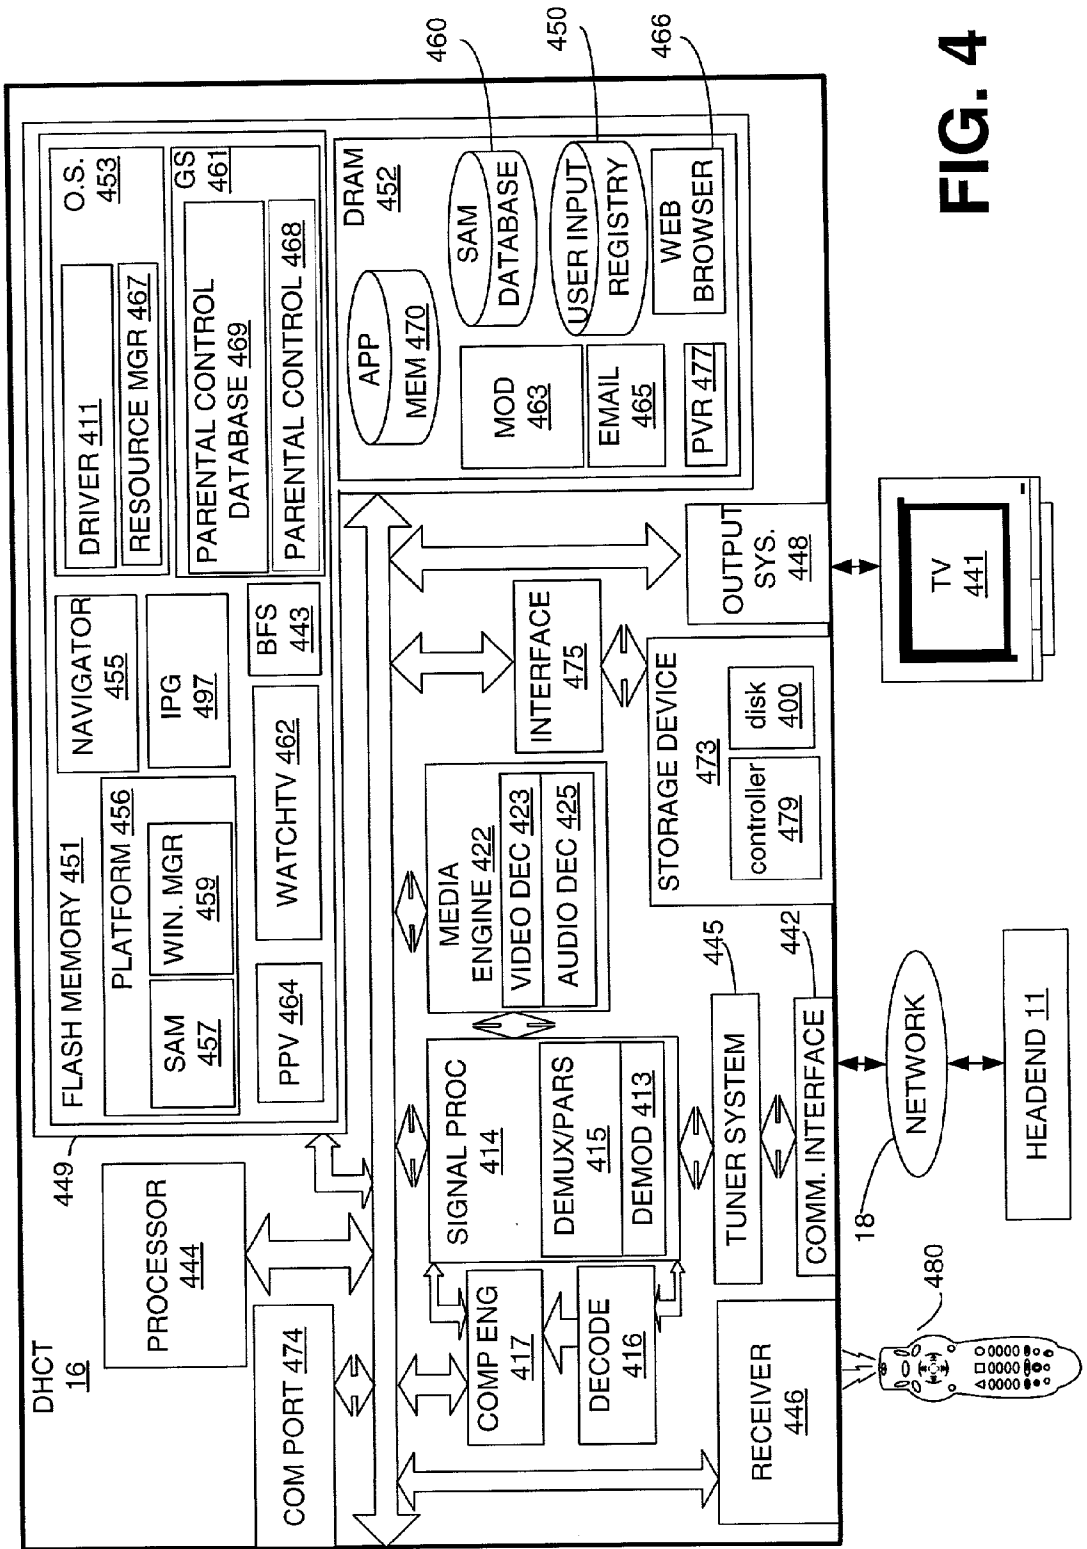 DHCT
16
PROCESSOR
444
449
COM PORT 474
FLASH MEMORY 451
PLATFORM 456
SAM
457
WIN. MGR
459
PPV 464
WATCHTV 462
NAVIGATOR
455
IPG
497
BFS
443
O.S.
453
DRIVER 411
RESOURCE MGR 467
GS
461
PARENTAL CONTROL
DATABASE 469
PARENTAL CONTROL 468
DRAM
452
APP
MEM 470
SAM
DATABASE
460
MOD
463
EMAIL
465
USER INPUT
REGISTRY
450
PVR 477
WEB
BROWSER
466
COMP ENG
417
DECODE
416
SIGNAL PROC
414
DEMUX/PARS
415
DEMOD 413
MEDIA
ENGINE 422
VIDEO DEC 423
AUDIO DEC 425
INTERFACE
475
STORAGE DEVICE
473
controller
479
disk
400
OUTPUT
SYS.
448
RECEIVER
446
TUNER SYSTEM
445
COMM. INTERFACE
442
480
18
NETWORK
HEADEND 11
TV
441
FIG. 4